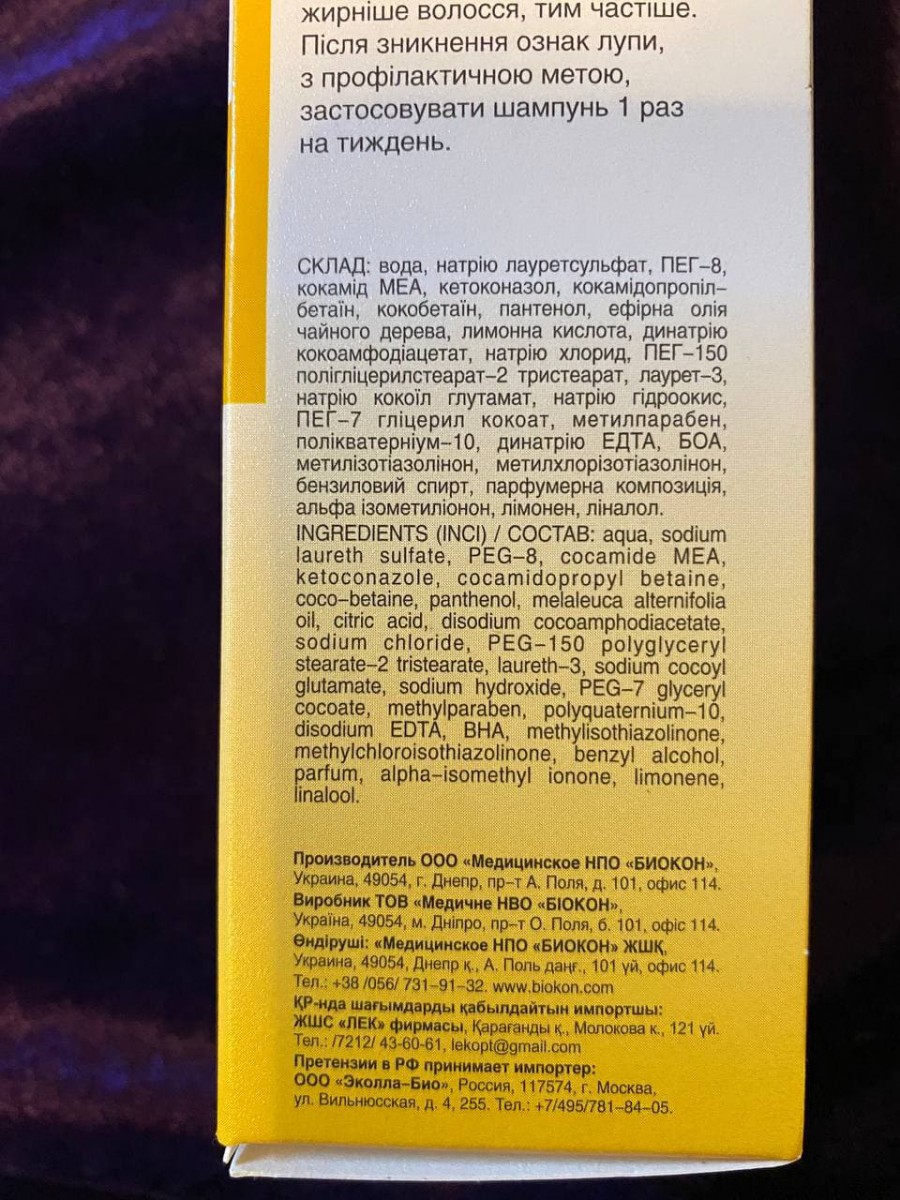 жирніше волосся, тим частіше.
Після зникнення ознак лупи,
з профілактичною метою,
застосовувати шампунь 1 раз
на тиждень.
СКЛАД: вода, натрію лауретсульфат, ПЕГ–8,
кокамід МЕА, кетоконазол, кокамідопропіл–
бетаїн, кокобетаїн, пантенол, ефірна олія
чайного дерева, лимонна кислота, динатрію
кокоамфодіацетат, натрію хлорид, ПЕГ–150
полігліцерилстеарат–2 тристеарат, лаурет–3,
натрію кокоїл глутамат, натрію гідроокис,
ПЕГ–7 гліцерил кокоат, метилпарабен,
полікватерніум–10, динатрію ЕДТА, БОА,
метилізотіазолінон, метилхлорізотіазолінон,
бензиловий спирт, парфумерна композиція,
альфа ізометиліонон, лімонен, ліналол.
INGREDIENTS (INCI) / СОСТАВ: aqua, sodium
laureth sulfate, PEG–8, cocamide MEA,
ketoconazole, cocamidopropyl betaine,
coco–betaine, panthenol, melaleuca alternifolia
oil, citric acid, disodium cocoamphodiacetate,
sodium chloride, PEG–150 polyglyceryl
stearate–2 tristearate, laureth–3, sodium cocoyl
glutamate, sodium hydroxide, PEG–7 glyceryl
cocoate, methylparaben, polyquaternium–10,
disodium EDTA, BHA, methylisothiazolinone,
methylchloroisothiazolinone, benzyl alcohol,
parfum, alpha–isomethyl ionone, limonene,
linalool.
Производитель ООО «Медицинское НПО «БИОКОН»,
Украина, 49054, г. Днепр, пр–т А. Поля, д. 101, офис 114.
Виробник ТОВ «Медичне НВО «БІОКОН»,
Україна, 49054, м. Дніпро, пр–т О. Поля, б. 101, офіс 114.
Өндіруші: «Медицинское НПО «БИОКОН» ЖШҚ,
Украина, 49054, Днепр қ., А. Поль даңғ., 101 үй, офис 114.
Тел.: +38 /056/ 731–91–32. www.biokon.com
ҚР-нда шағымдарды қабылдайтын импортшы:
ЖШС «ЛЕК» фирмасы, Қарағанды қ., Молокова к., 121 үй.
Тел.: /7212/ 43-60-61, lekopt@gmail.com
Претензии в РФ принимает импортер:
ООО «Эколла–Био», Россия, 117574, г. Москва,
ул. Вильнюсская, д. 4, 255. Тел.: +7/495/781–84–05.